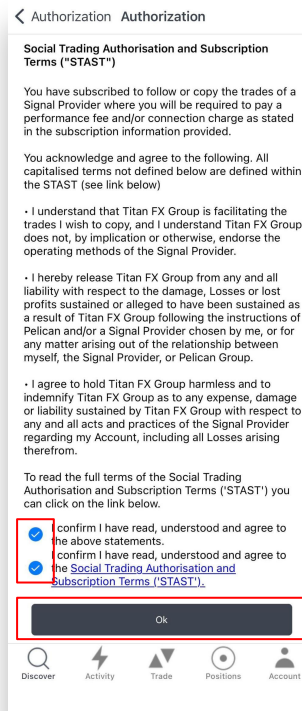 Authorization Authorization
Social Trading Authorisation and Subscription
Terms ("STAST")
You have subscribed to follow or copy the trades of a
Signal Provider where you will be required to pay a
performance fee and/or connection charge as stated
in the subscription information provided.
You acknowledge and agree to the following. All
capitalised terms not defined below are defined within
the STAST (see link below)
• I understand that Titan FX Group is facilitating the
trades I wish to copy, and I understand Titan FX Group
does not, by implication or otherwise, endorse the
operating methods of the Signal Provider.
• I hereby release Titan FX Group from any and all
liability with respect to the damage, Losses or lost
profits sustained or alleged to have been sustained as
a result of Titan FX Group following the instructions of
Pelican and/or a Signal Provider chosen by me, or for
any matter arising out of the relationship between
myself, the Signal Provider, or Pelican Group.
• I agree to hold Titan FX Group harmless and to
indemnify Titan FX Group as to any expense, damage
or liability sustained by Titan FX Group with respect to
any and all acts and practices of the Signal Provider
regarding my Account, including all Losses arising
therefrom.
To read the full terms of the Social Trading
Authorisation and Subscription Terms ('STAST') you
can click on the link below.
I confirm I have read, understood and agree to
the above statements.
I confirm I have read, understood and agree to
the Social Trading Authorisation and
Subscription Terms ('STAST').
Ok
Discover Activity Trade Positions Account